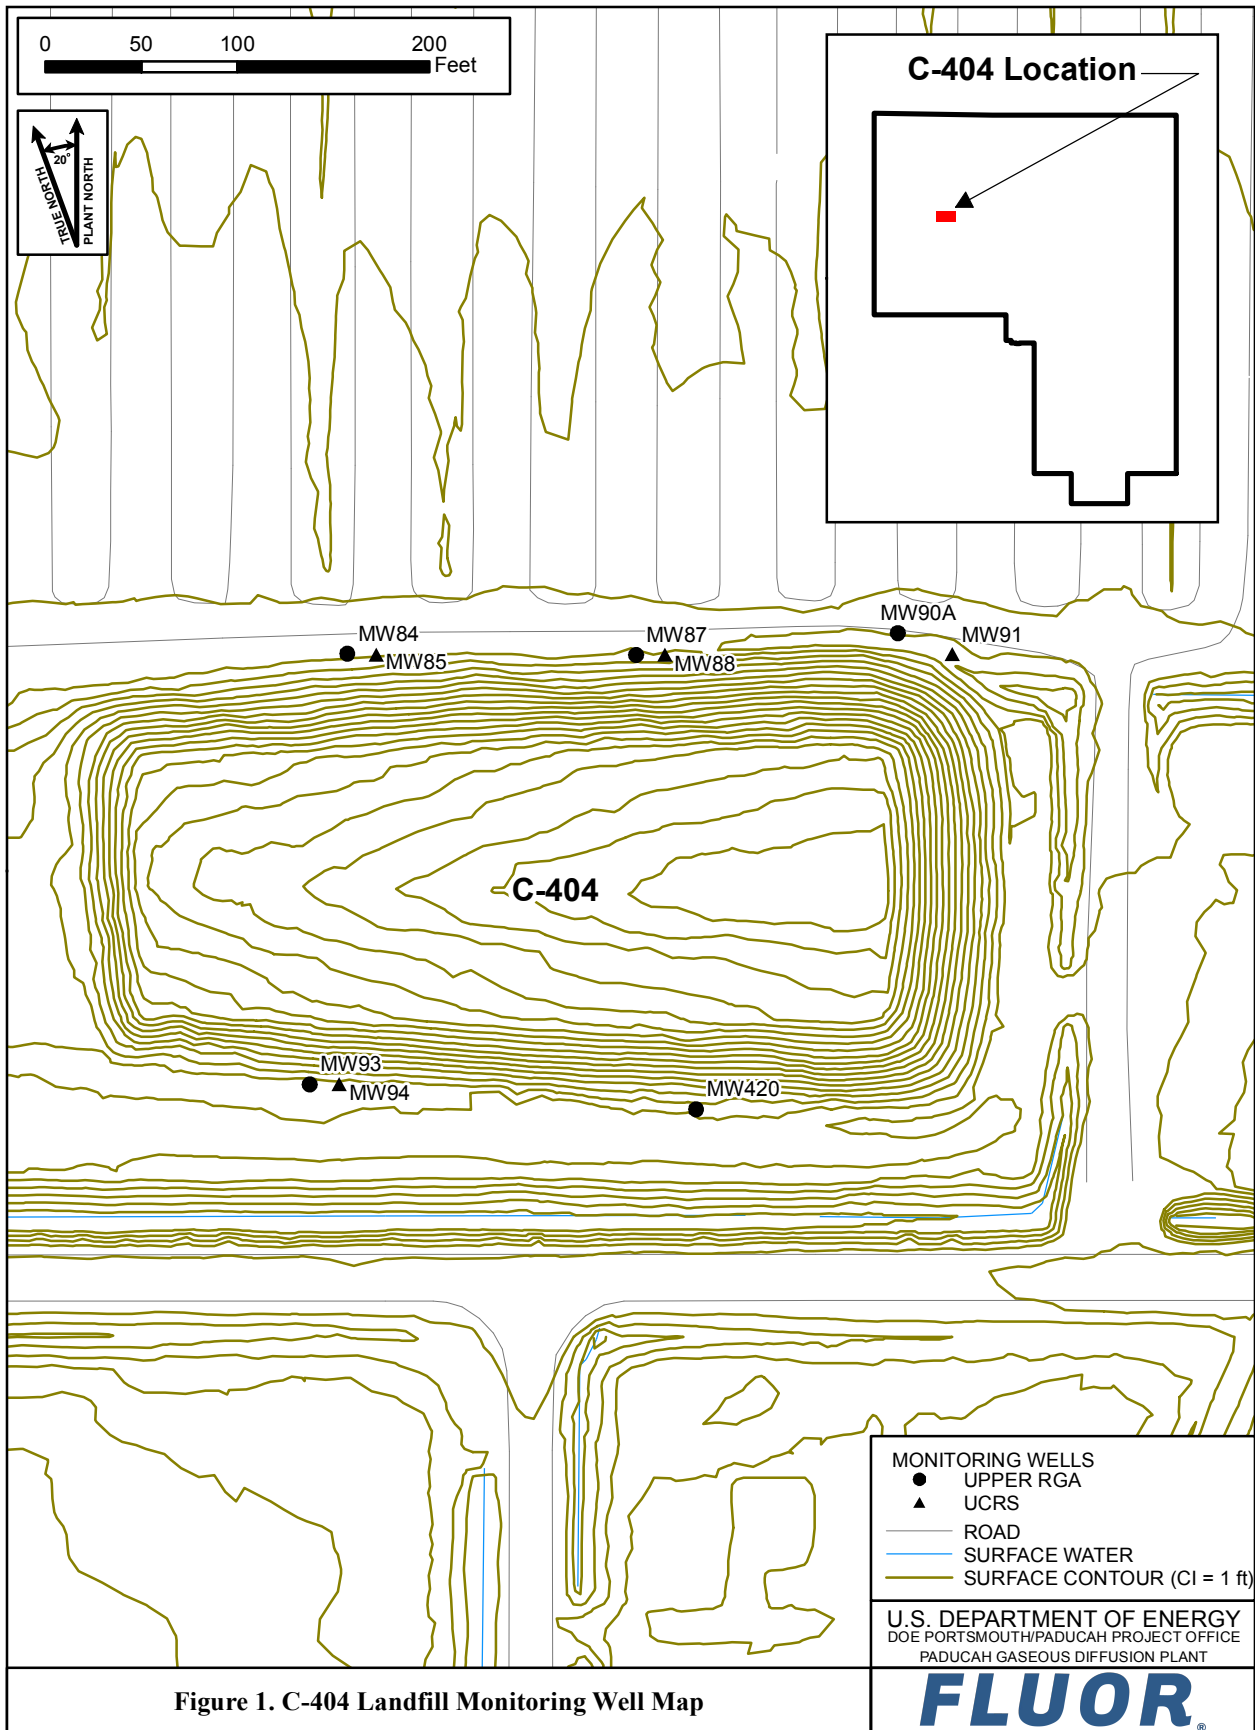 0 50 100 200
Feet
C-404 Location
20°
TRUE NORTH
PLANT NORTH
MW90A
MW84
MW87
MW91
MW85
MW88
C-404
MW93
MW94
MW420
MONITORING WELLS
UPPER RGA
UCRS
ROAD
SURFACE WATER
SURFACE CONTOUR (CI = 1 ft)
U.S. DEPARTMENT OF ENERGY
DOE PORTSMOUTH/PADUCAH PROJECT OFFICE
PADUCAH GASEOUS DIFFUSION PLANT
Figure 1. C-404 Landfill Monitoring Well Map
FLUOR®